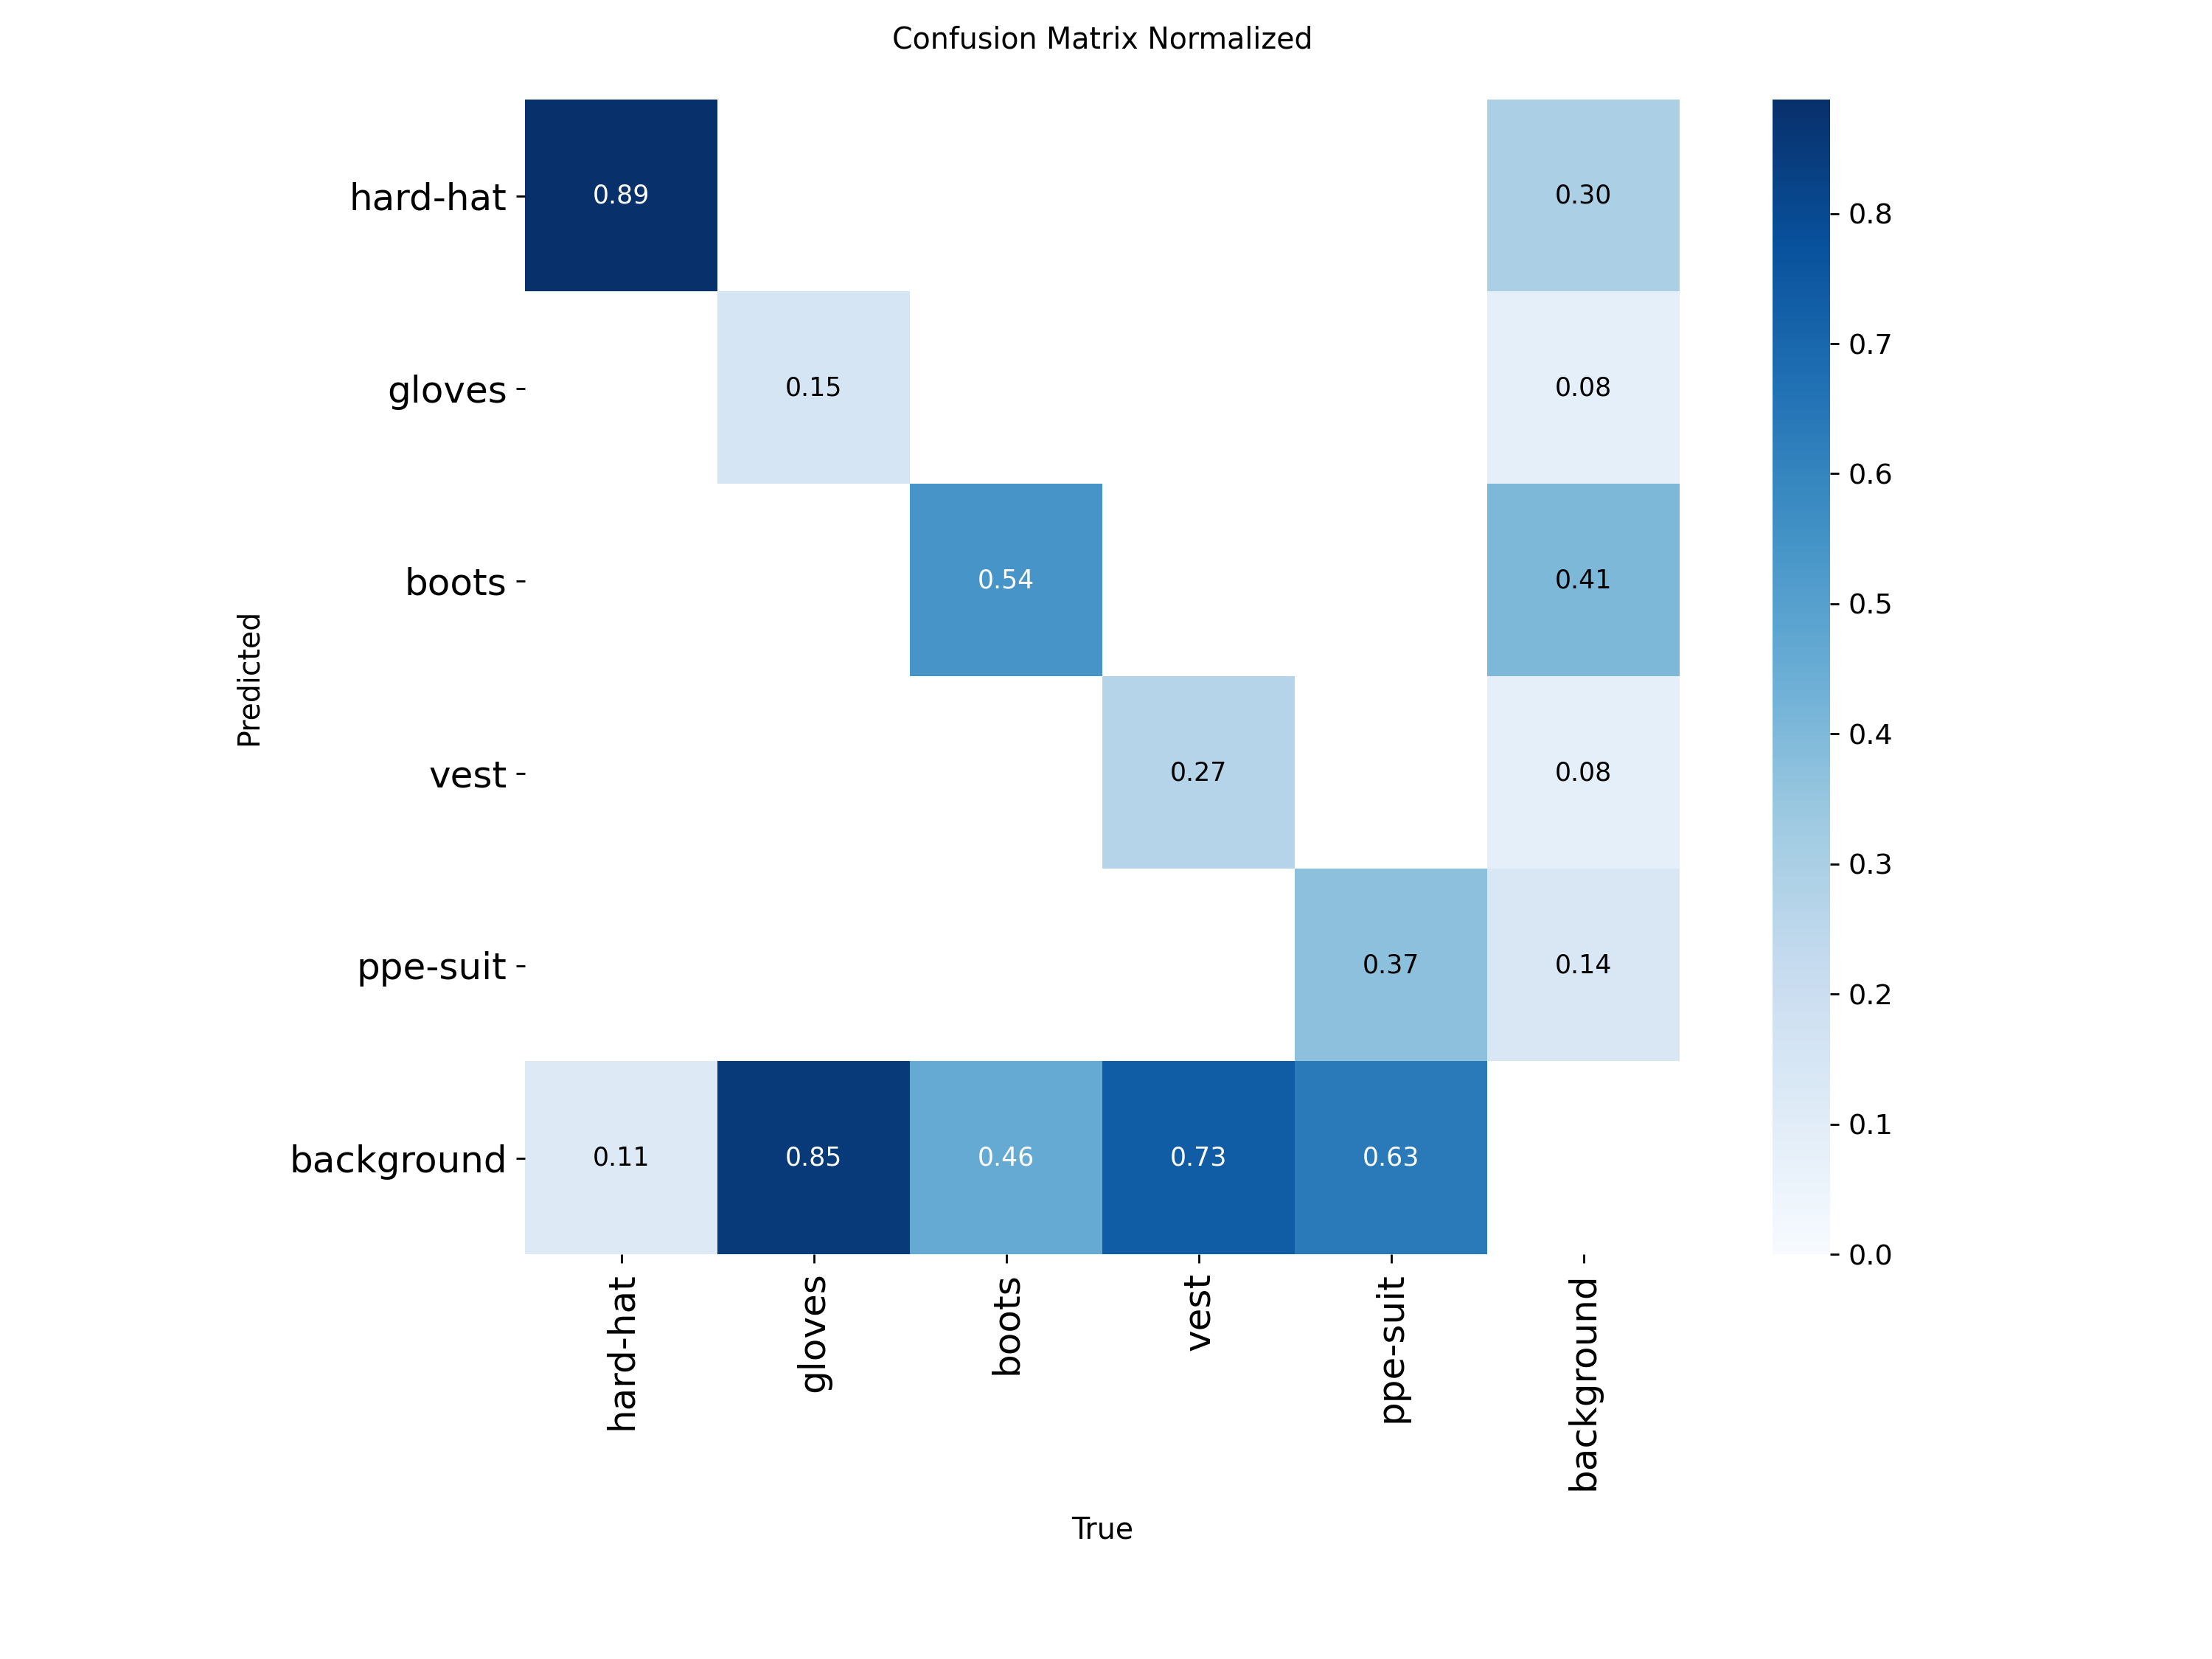 Confusion Matrix Normalized
hard-hat
0.89
0.30
0.8
0.7
gloves
0.15
0.08
0.6
boots
0.54
0.41
0.5
Predicted
0.4
vest
0.27
0.08
0.3
ppe-suit
0.37
0.14
0.2
background
0.11
0.85
0.46
0.73
0.63
0.1
0.0
hard-hat
gloves
boots
vest
ppe-suit
background
True